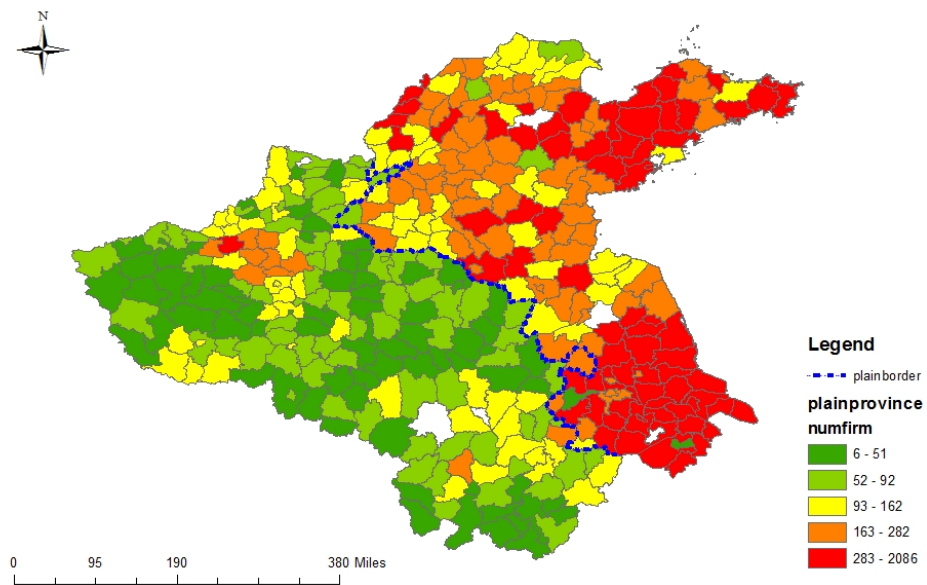 N
Legend
plainborder
plainprovince
numfirm
6 - 51
52 - 92
93 - 162
163 - 282
283 - 2086
0 95 190 380 Miles